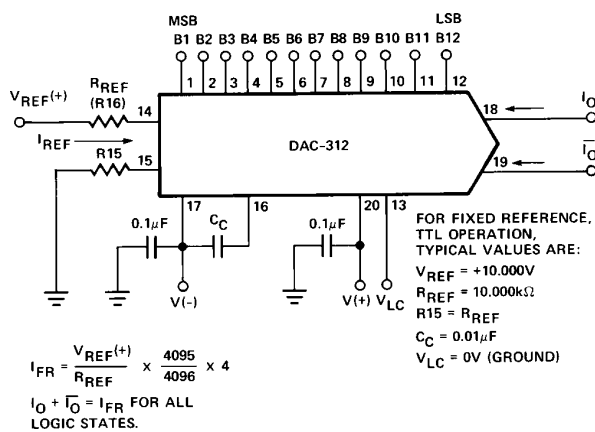 MSB LSB
B1 B2 B3 B4 B5 B6 B7 B8 B9 B10 B11 B12
1 2 3 4 5 6 7 8 9 10 11 12
VREF(+)
RREF
(R16)
14
IREF
R15
15
DAC-312
18
IO
19
I̅O̅
17
16
20
13
0.1μF
CC
0.1μF
V(-)
V(+)
VLC
FOR FIXED REFERENCE,
TTL OPERATION,
TYPICAL VALUES ARE:
VREF = +10.000V
RREF = 10.000kΩ
R15 = RREF
CC = 0.01μF
VLC = 0V (GROUND)
IFR = VREF(+) / RREF × 4095 / 4096 × 4
IO + I̅O̅ = IFR FOR ALL
LOGIC STATES.